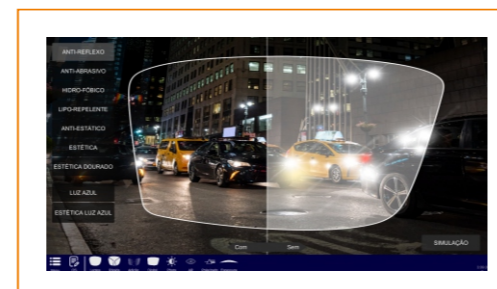 ANTI-REFLEXO
ANTI-ABRASIVO
HIDRO-FÓBICO
LIPO-REPELENTE
ANTI-ESTÁTICO
ESTÉTICA
ESTÉTICA DOURADO
LUZ AZUL
ESTÉTICA LUZ AZUL
Com
Sem
SIMULAÇÃO